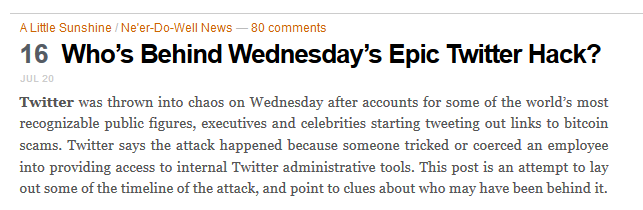 A Little Sunshine / Ne'er-Do-Well News — 80 comments
16 Who's Behind Wednesday's Epic Twitter Hack?
JUL 20
Twitter was thrown into chaos on Wednesday after accounts for some of the world's most
recognizable public figures, executives and celebrities starting tweeting out links to bitcoin
scams. Twitter says the attack happened because someone tricked or coerced an employee
into providing access to internal Twitter administrative tools. This post is an attempt to lay
out some of the timeline of the attack, and point to clues about who may have been behind it.